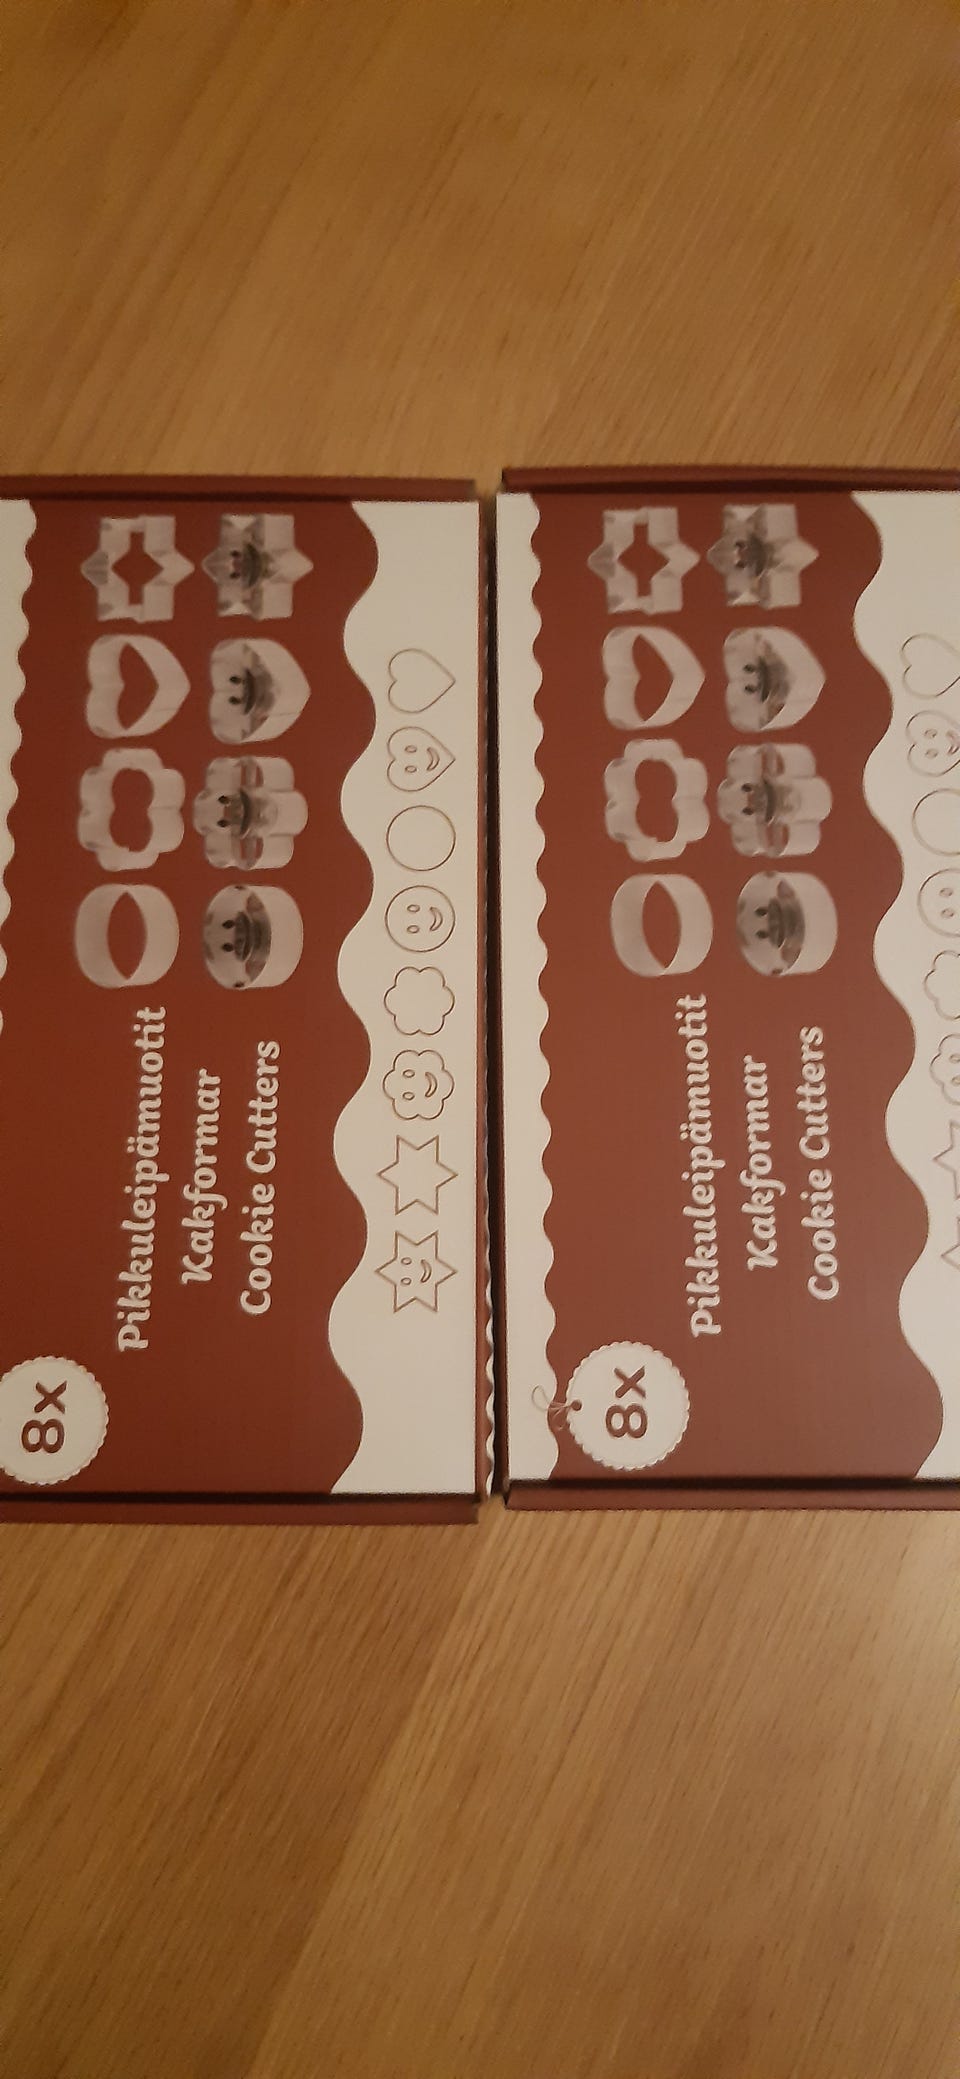 8x
Pikkuleipämuotit
Kakformar
Cookie Cutters
8x
Pikkuleipämuotit
Kakformar
Cookie Cutters